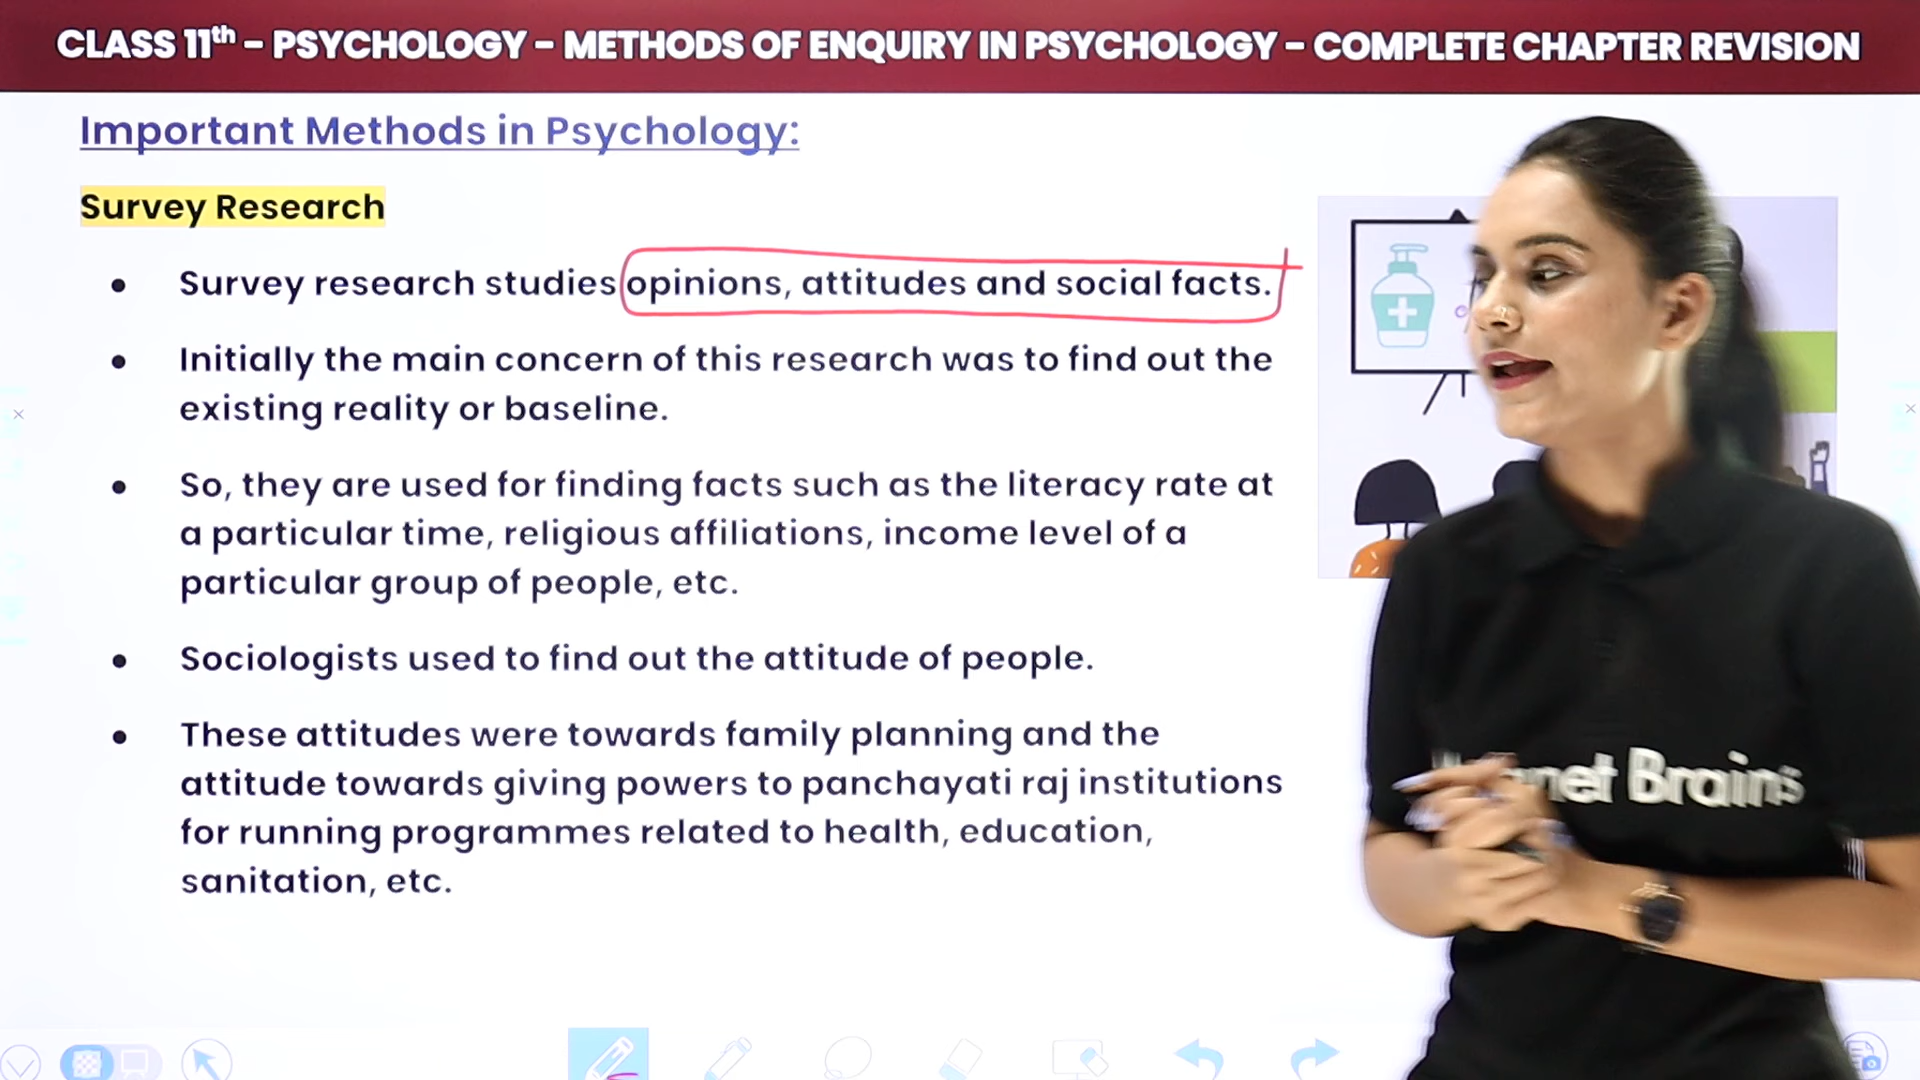 CLASS 11th - PSYCHOLOGY - METHODS OF ENQUIRY IN PSYCHOLOGY - COMPLETE CHAPTER REVISION
Important Methods in Psychology:
Survey Research
• Survey research studies opinions, attitudes and social facts.
• Initially the main concern of this research was to find out the
existing reality or baseline.
• So, they are used for finding facts such as the literacy rate at
a particular time, religious affiliations, income level of a
particular group of people, etc.
• Sociologists used to find out the attitude of people.
• These attitudes were towards family planning and the
attitude towards giving powers to panchayati raj institutions
for running programmes related to health, education,
sanitation, etc.
Brains